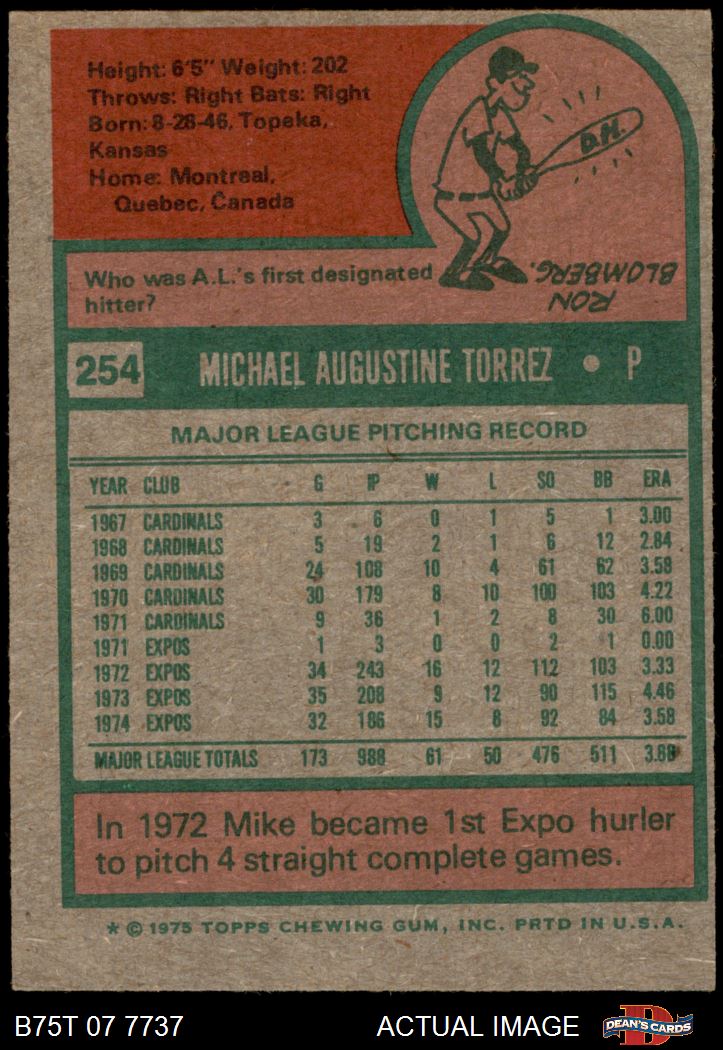 Height: 6'5" Weight: 202
Throws: Right Bats: Right
Born: 8-28-46, Topeka,
Kansas
Home: Montreal,
Quebec, Canada
D.H.
Who was A.L.'s first designated
hitter?
RON
BLOMBERG.
254 MICHAEL AUGUSTINE TORREZ • P
MAJOR LEAGUE PITCHING RECORD
YEAR CLUB G IP W L SO BB ERA
1967 CARDINALS 3 6 0 1 5 1 3.00
1968 CARDINALS 5 19 2 1 6 12 2.84
1969 CARDINALS 24 108 10 4 61 62 3.58
1970 CARDINALS 30 179 8 10 100 103 4.22
1971 CARDINALS 9 36 1 2 8 30 6.00
1971 EXPOS 1 3 0 0 2 1 0.00
1972 EXPOS 34 243 16 12 112 103 3.33
1973 EXPOS 35 208 9 12 90 115 4.46
1974 EXPOS 32 186 15 8 92 84 3.58
MAJOR LEAGUE TOTALS 173 988 61 50 476 511 3.88
In 1972 Mike became 1st Expo hurler
to pitch 4 straight complete games.
* © 1975 TOPPS CHEWING GUM, INC. PRTD IN U.S.A.
B75T 07 7737 ACTUAL IMAGE DEAN'S CARDS